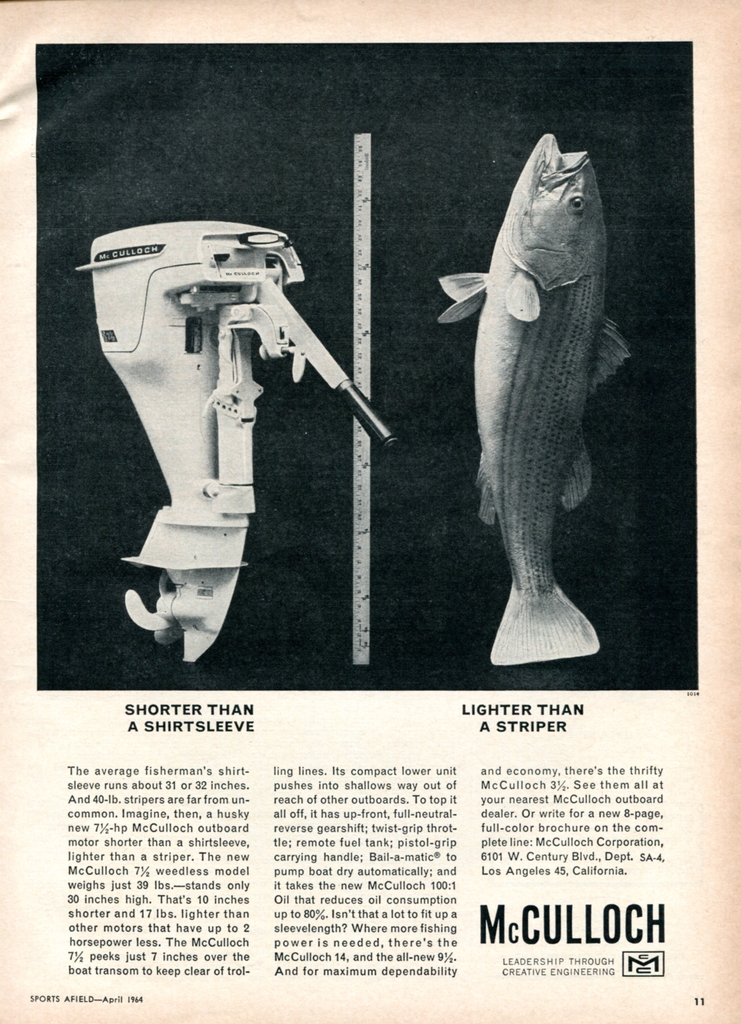 McCULLOCH
McCULLOCH
1014
SHORTER THAN
A SHIRTSLEEVE
LIGHTER THAN
A STRIPER
The average fisherman's shirt-
sleeve runs about 31 or 32 inches.
And 40-lb. stripers are far from un-
common. Imagine, then, a husky
new 7½-hp McCulloch outboard
motor shorter than a shirtsleeve,
lighter than a striper. The new
McCulloch 7½ weedless model
weighs just 39 lbs.—stands only
30 inches high. That's 10 inches
shorter and 17 lbs. lighter than
other motors that have up to 2
horsepower less. The McCulloch
7½ peeks just 7 inches over the
boat transom to keep clear of trol-
ling lines. Its compact lower unit
pushes into shallows way out of
reach of other outboards. To top it
all off, it has up-front, full-neutral-
reverse gearshift; twist-grip throt-
tle; remote fuel tank; pistol-grip
carrying handle; Bail-a-matic® to
pump boat dry automatically; and
it takes the new McCulloch 100:1
Oil that reduces oil consumption
up to 80%. Isn't that a lot to fit up a
sleevelength? Where more fishing
power is needed, there's the
McCulloch 14, and the all-new 9½.
And for maximum dependability
and economy, there's the thrifty
McCulloch 3½. See them all at
your nearest McCulloch outboard
dealer. Or write for a new 8-page,
full-color brochure on the com-
plete line: McCulloch Corporation,
6101 W. Century Blvd., Dept. SA-4,
Los Angeles 45, California.
McCULLOCH
LEADERSHIP THROUGH
CREATIVE ENGINEERING
SPORTS AFIELD—April 1964
11